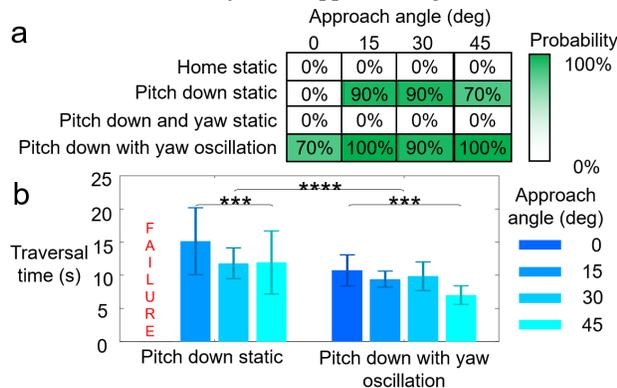 a
Approach angle (deg)
0 15 30 45
Probability
100%
0%
Home static 0% 0% 0% 0%
Pitch down static 0% 90% 90% 70%
Pitch down and yaw static 0% 0% 0% 0%
Pitch down with yaw oscillation 70% 100% 90% 100%
b
25
20
15
10
5
0
Traversal
time (s)
FAILURE
***
****
***
Pitch down static
Pitch down with yaw
oscillation
Approach
angle (deg)
0
15
30
45